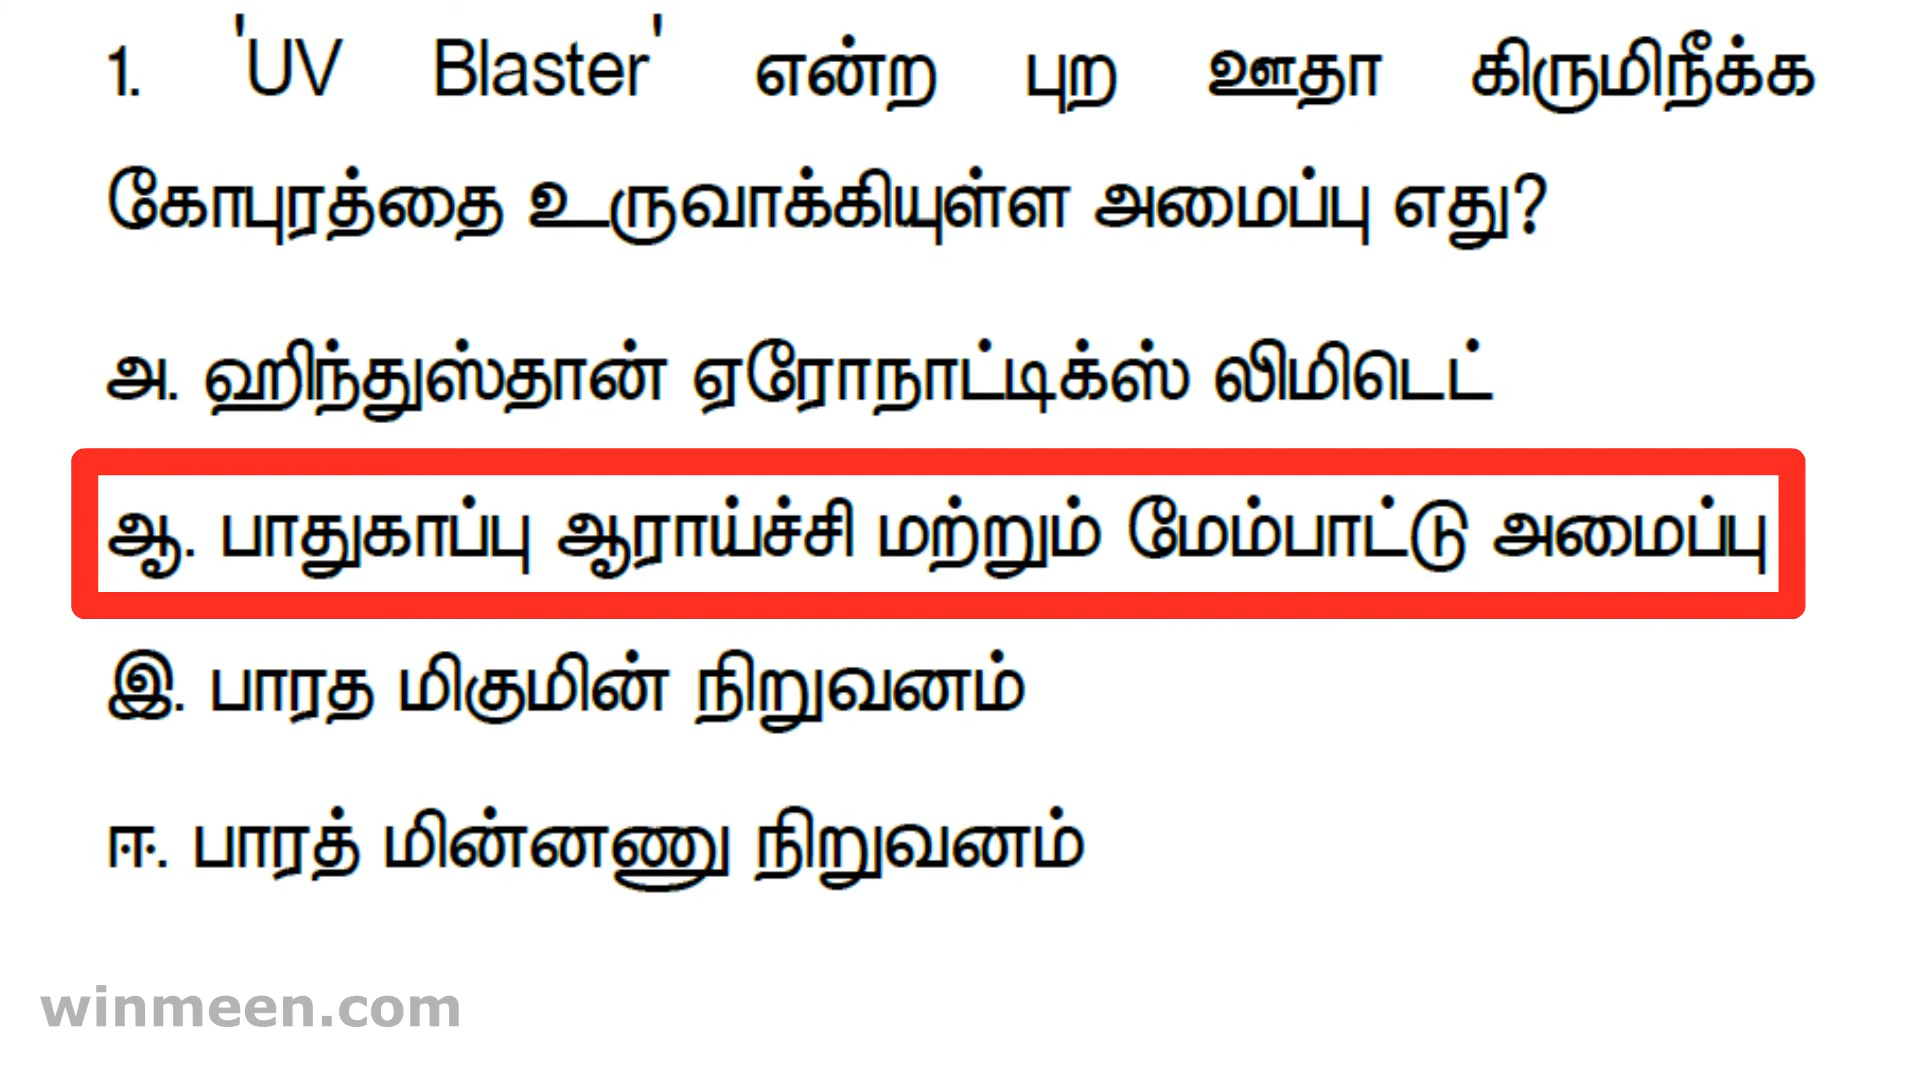 1. 'UV Blaster' என்ற புற ஊதா கிருமிநீக்க
கோபுரத்தை உருவாக்கியுள்ள அமைப்பு எது?
அ. ஹிந்துஸ்தான் ஏரோநாட்டிக்ஸ் லிமிடெட்
ஆ. பாதுகாப்பு ஆராய்ச்சி மற்றும் மேம்பாட்டு அமைப்பு
இ. பாரத மிகுமின் நிறுவனம்
ஈ. பாரத் மின்னணு நிறுவனம்
winmeen.com